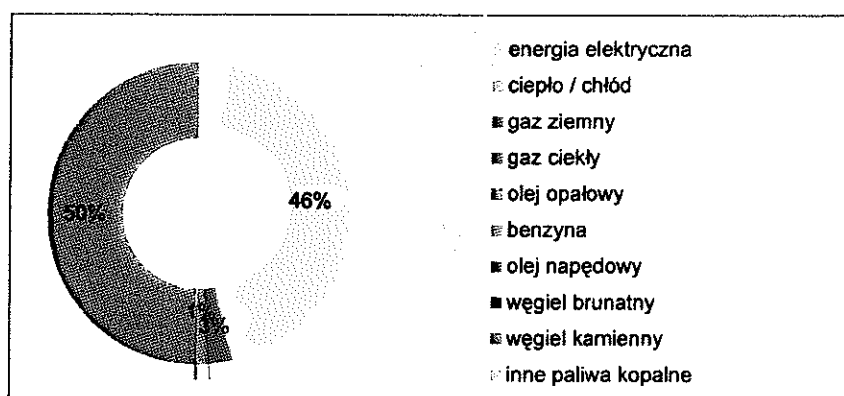 energia elektryczna
ciepło / chłód
gaz ziemny
gaz ciekły
olej opałowy
benzyna
olej napędowy
węgiel brunatny
węgiel kamienny
inne paliwa kopalne
46%
50%
1%
3%